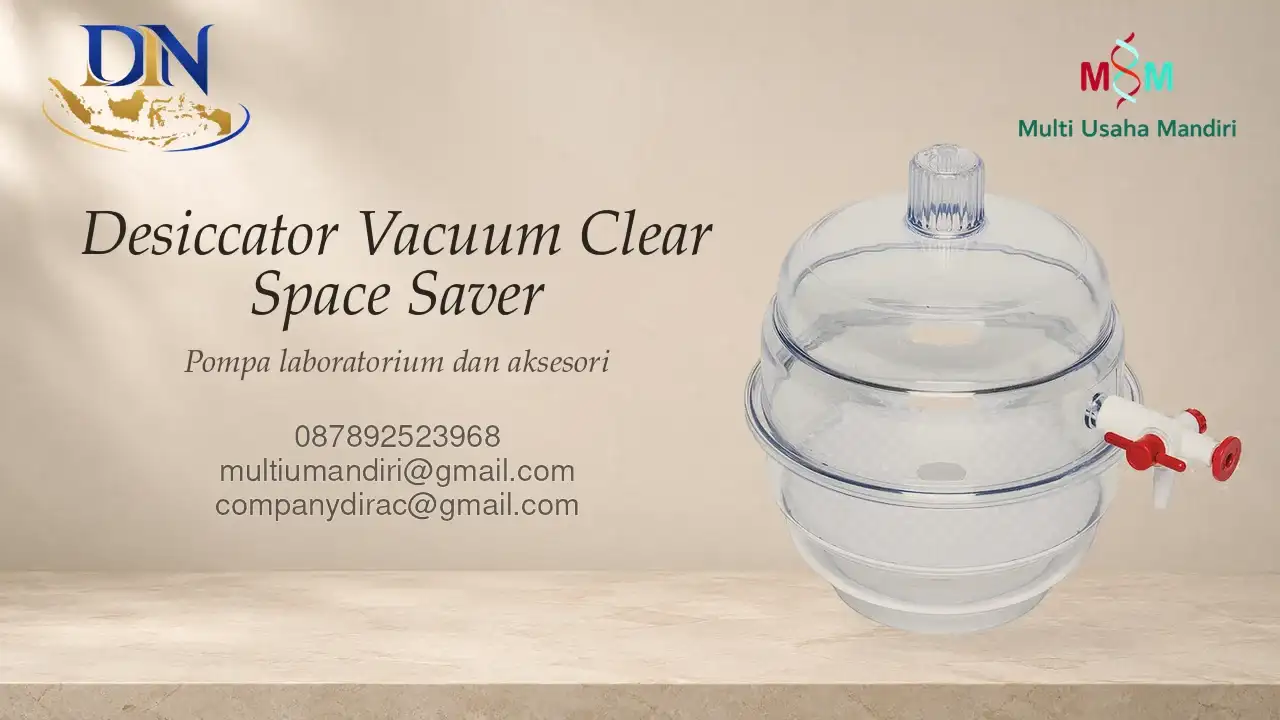 DN
M M
Multi Usaha Mandiri
Desiccator Vacuum Clear
Space Saver
Pompa laboratorium dan aksesori
087892523968
multiumandiri@gmail.com
companydirac@gmail.com